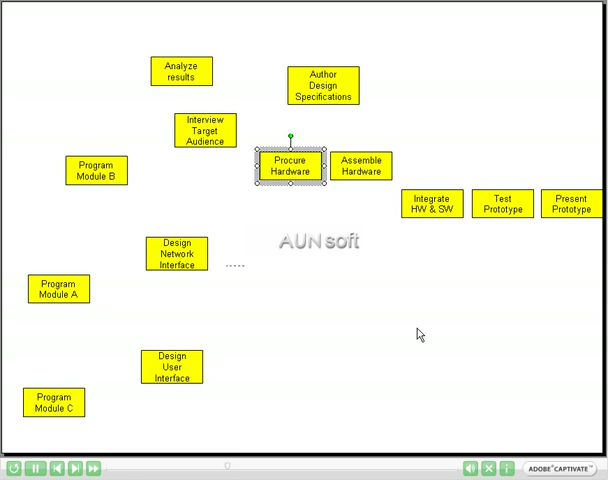 Analyze
results
Author
Design
Specifications
Interview
Target
Audience
Program
Module B
Procure
Hardware
Assemble
Hardware
Integrate
HW & SW
Test
Prototype
Present
Prototype
Design
Network
Interface
AUN soft
Program
Module A
Design
User
Interface
Program
Module C
ADOBE® CAPTIVATE™